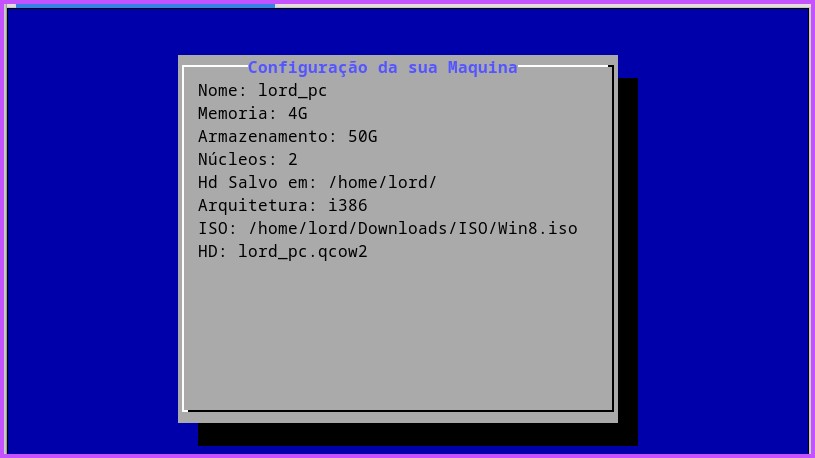 Configuração da sua Maquina
Nome: lord_pc
Memoria: 4G
Armazenamento: 50G
Núcleos: 2
Hd Salvo em: /home/lord/
Arquitetura: i386
ISO: /home/lord/Downloads/ISO/Win8.iso
HD: lord_pc.qcow2